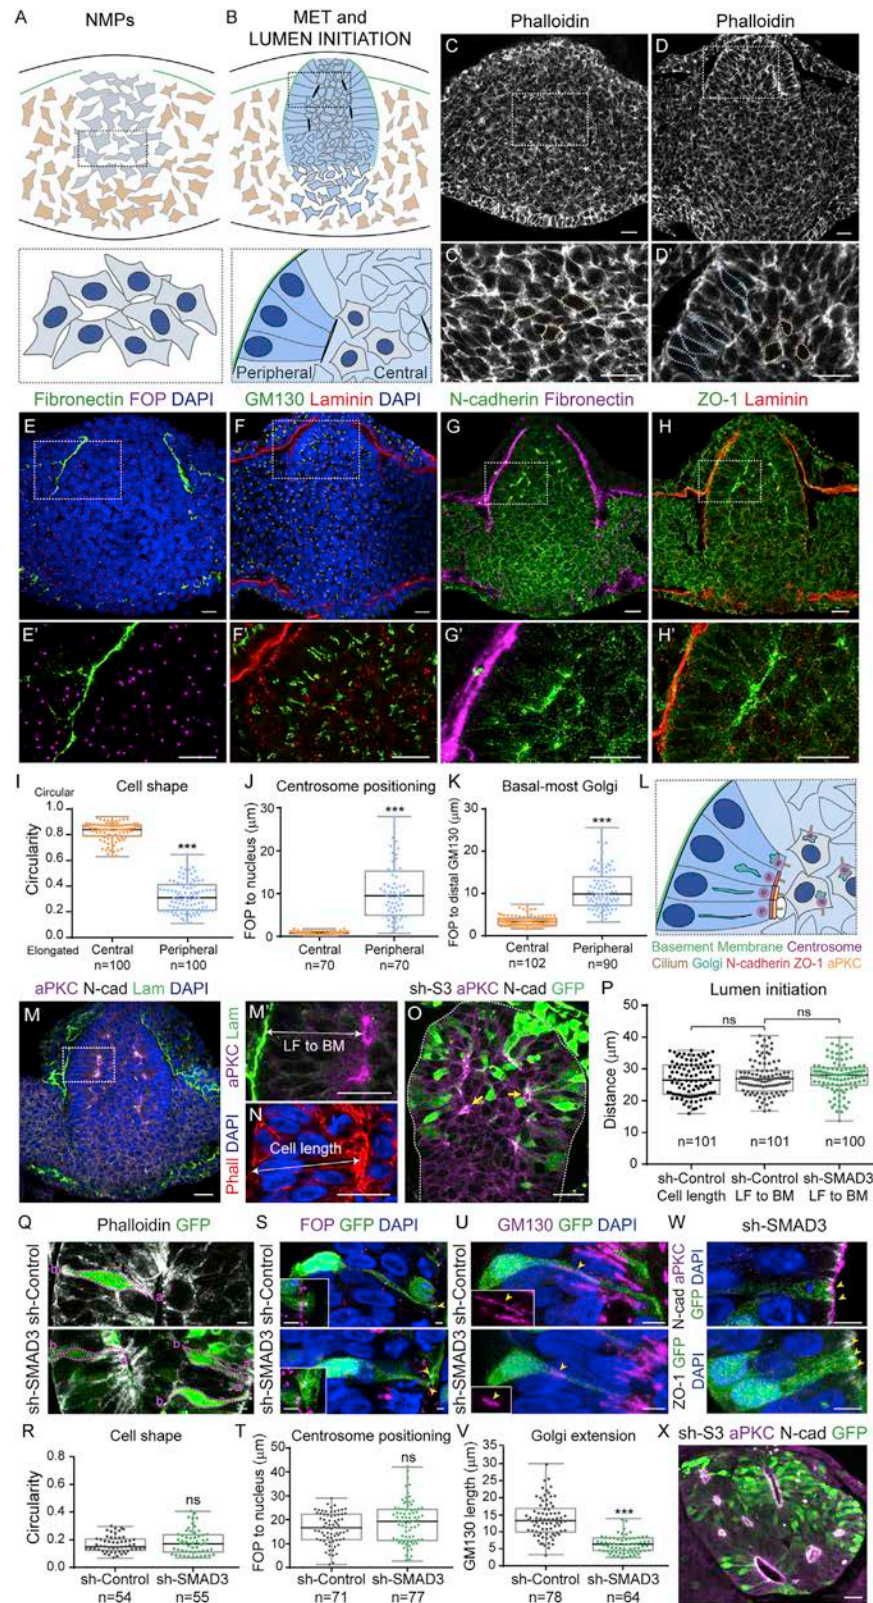 A
NMPs
B
MET and
LUMEN INITIATION
Phalloidin
Phalloidin
C
D
C'
D'
Peripheral
Central
Fibronectin FOP DAPI
GM130 Laminin DAPI
N-cadherin Fibronectin
ZO-1 Laminin
E
F
G
H
E'
F'
G'
H'
I
Circular
Cell shape
J
Centrosome positioning
K
Basal-most Golgi
L
Circularity
1.0
0.8
0.6
0.4
0.2
0.0
***
Elongated
Central
n=100
Peripheral
n=100
FOP to nucleus (µm)
30
20
10
0
***
Central
n=70
Peripheral
n=70
FOP to distal GM130 (µm)
30
20
10
0
***
Central
n=102
Peripheral
n=90
Basement Membrane Centrosome
Cilium Golgi N-cadherin ZO-1 aPKC
aPKC N-cad Lam DAPI
M
M'
aPKC Lam
LF to BM
N
Phall DAPI
Cell length
sh-S3 aPKC N-cad GFP
O
P
Lumen initiation
ns
ns
Distance (µm)
50
40
30
20
10
0
n=101
n=101
n=100
sh-Control
Cell length
sh-Control
LF to BM
sh-SMAD3
LF to BM
Q
Phalloidin GFP
S
FOP GFP DAPI
U
GM130 GFP DAPI
W
sh-SMAD3
sh-Control
sh-SMAD3
b
a
b
b
a
a
sh-Control
sh-SMAD3
sh-Control
sh-SMAD3
N-cad aPKC
GFP DAPI
ZO-1 GFP
DAPI
R
Cell shape
Circularity
0.8
0.6
0.4
0.2
0.0
ns
sh-Control
n=54
sh-SMAD3
n=55
T
Centrosome positioning
FOP to nucleus (µm)
50
40
30
20
10
0
ns
sh-Control
n=71
sh-SMAD3
n=77
V
Golgi extension
GM130 length (µm)
35
30
25
20
15
10
5
0
***
sh-Control
n=78
sh-SMAD3
n=64
X
sh-S3 aPKC N-cad GFP